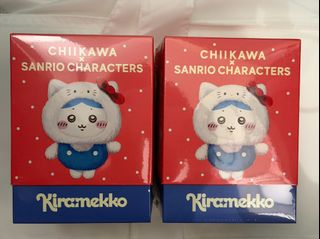 CHIIKAWA
×
SANRIO CHARACTERS
Kiramekko
CHIIKAWA
×
SANRIO CHARACTERS
Kiramekko